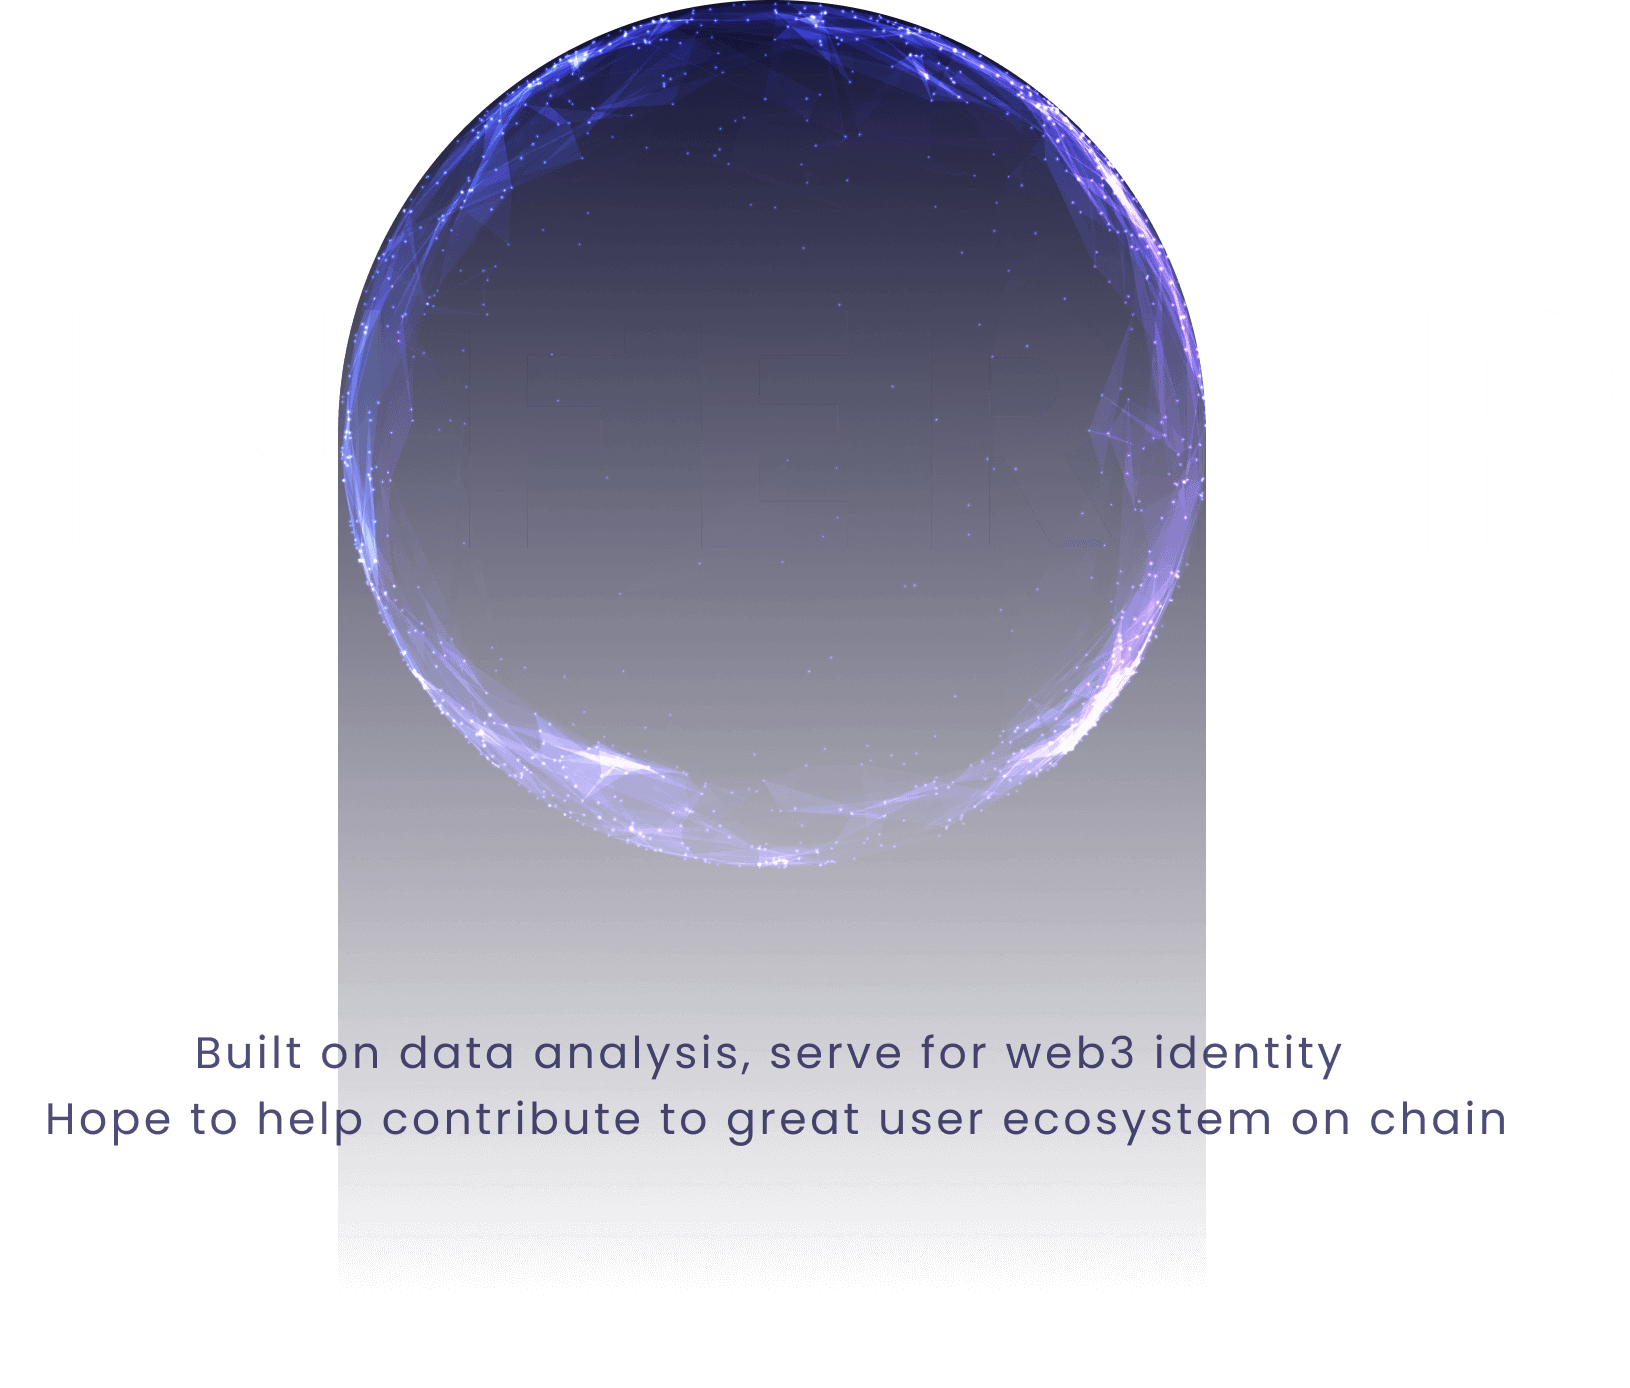 Built on data analysis, serve for web3 identity
Hope to help contribute to great user ecosystem on chain